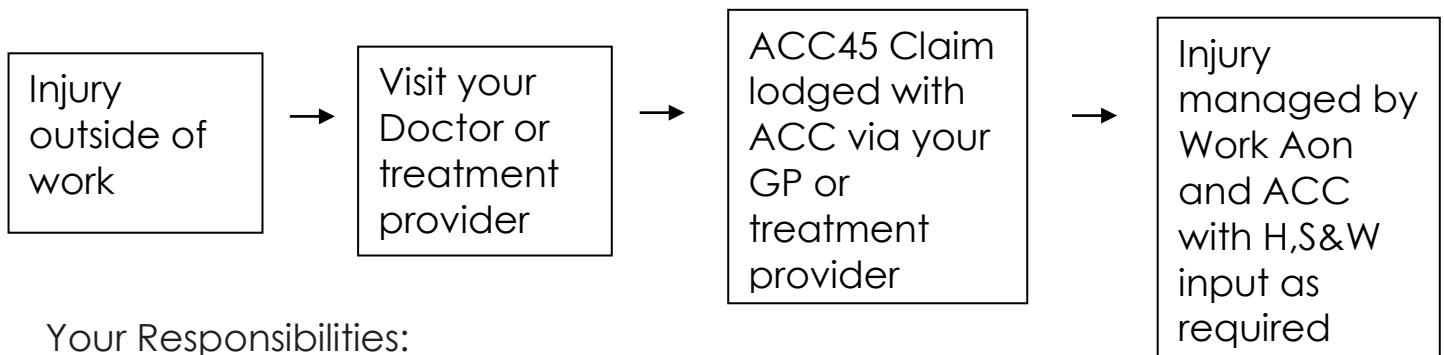 Injury
outside of
work
Visit your
Doctor or
treatment
provider
ACC45 Claim
lodged with
ACC via your
GP or
treatment
provider
Injury
managed by
Work Aon
and ACC
with H,S&W
input as
required
Your Responsibilities: